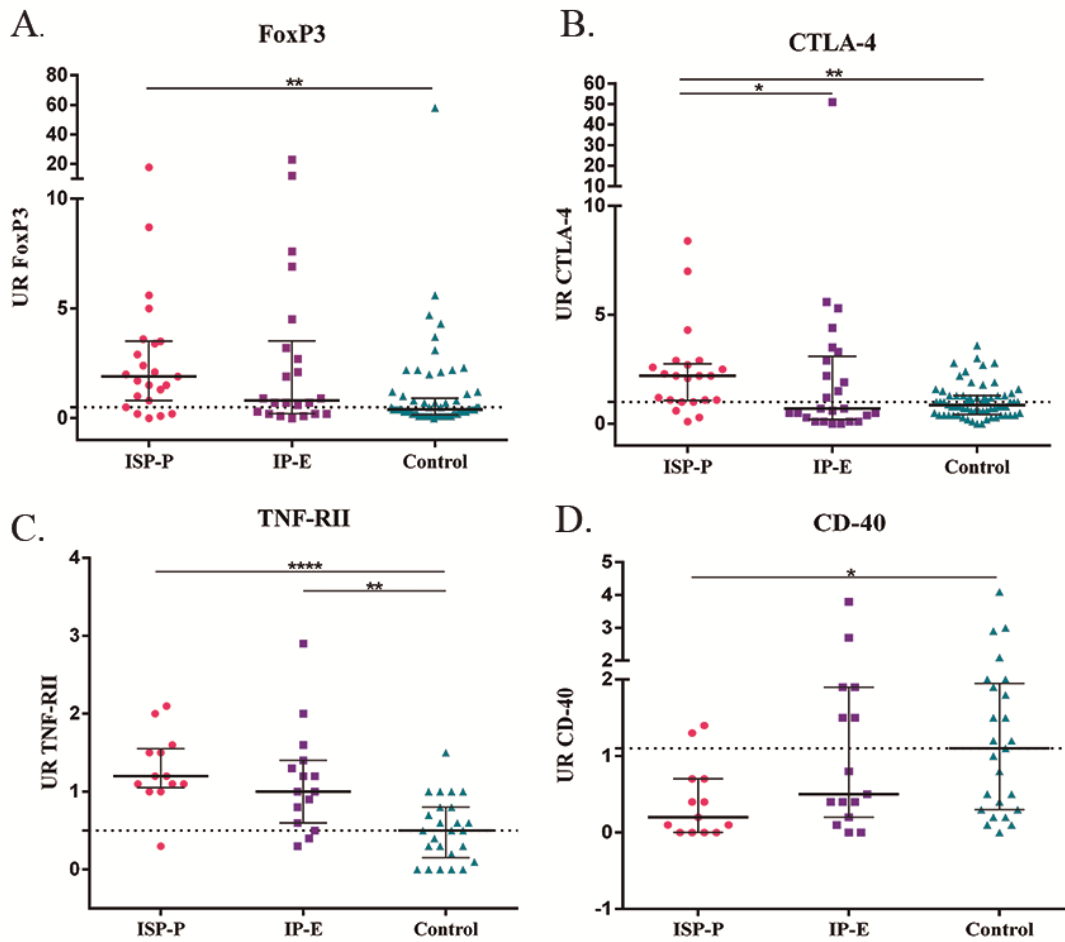 A.
FoxP3
**
UR FoxP3
80
60
40
20
10
5
0
ISP-P
IP-E
Control
B.
CTLA-4
**
*
UR CTLA-4
60
50
40
30
20
10
10
5
0
ISP-P
IP-E
Control
C.
TNF-RII
****
**
UR TNF-RII
4
3
2
1
0
ISP-P
IP-E
Control
D.
CD-40
*
UR CD-40
5
4
3
2
2
1
0
-1
ISP-P
IP-E
Control